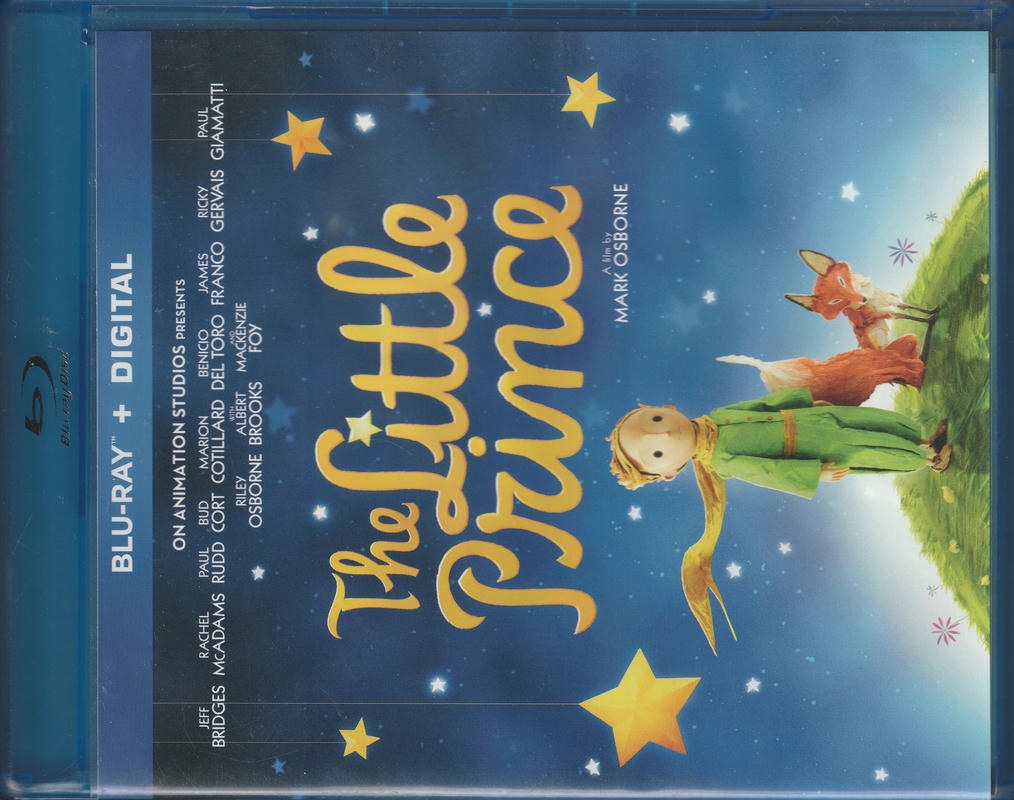 Blu-ray Disc
BLU-RAY™ + DIGITAL
ON ANIMATION STUDIOS PRESENTS
JEFF BRIDGES RACHEL McADAMS PAUL RUDD BUD CORT MARION COTILLARD BENICIO DEL TORO JAMES FRANCO RICKY GERVAIS PAUL GIAMATTI
RILEY OSBORNE WITH ALBERT BROOKS AND MACKENZIE FOY
The Little
Prince
A film by
MARK OSBORNE